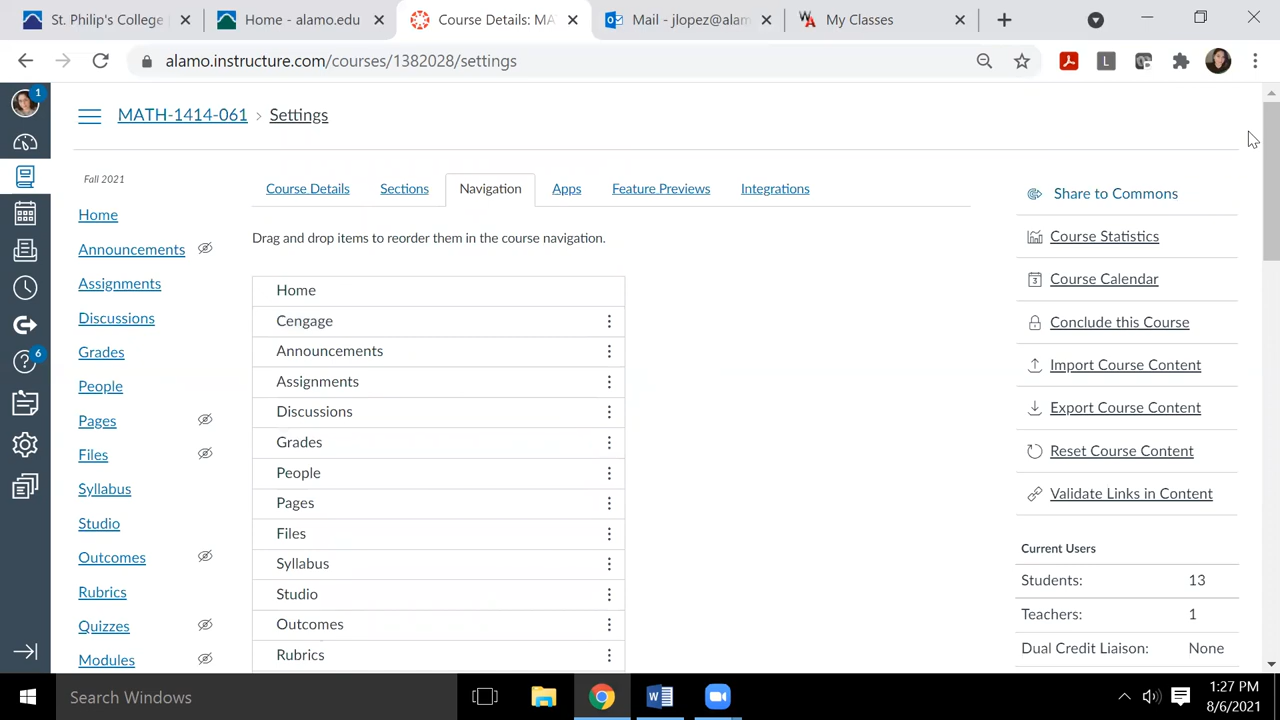 St. Philip's College
Home - alamo.edu
Course Details: MA
Mail - jlopez@alam
WA My Classes
alamo.instructure.com/courses/1382028/settings
L
1
MATH-1414-061 > Settings
Fall 2021
Home
Announcements
Assignments
Discussions
Grades
People
Pages
Files
Syllabus
Studio
Outcomes
Rubrics
Quizzes
Modules
6
Course Details
Sections
Navigation
Apps
Feature Previews
Integrations
Drag and drop items to reorder them in the course navigation.
Home
Cengage
Announcements
Assignments
Discussions
Grades
People
Pages
Files
Syllabus
Studio
Outcomes
Rubrics
Share to Commons
Course Statistics
3 Course Calendar
Conclude this Course
Import Course Content
Export Course Content
Reset Course Content
Validate Links in Content
Current Users
Students: 13
Teachers: 1
Dual Credit Liaison: None
Search Windows
1:27 PM
8/6/2021